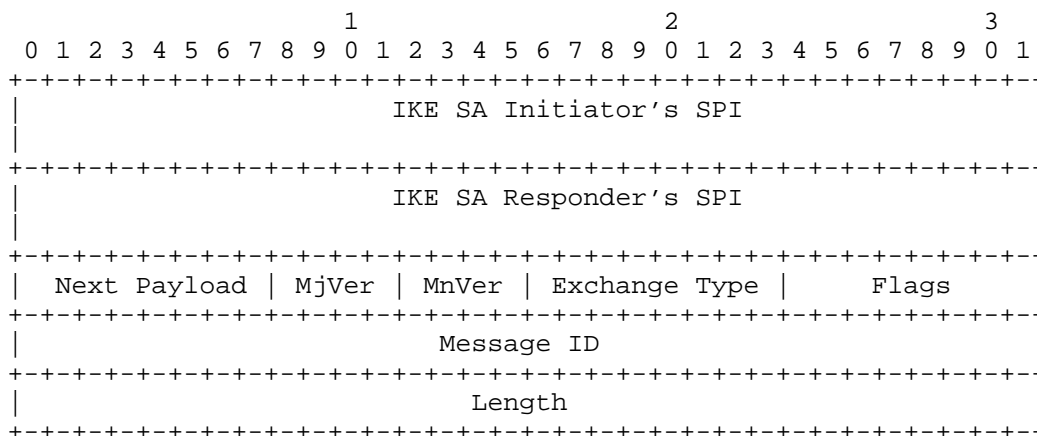 1                   2                   3
 0 1 2 3 4 5 6 7 8 9 0 1 2 3 4 5 6 7 8 9 0 1 2 3 4 5 6 7 8 9 0 1
+-+-+-+-+-+-+-+-+-+-+-+-+-+-+-+-+-+-+-+-+-+-+-+-+-+-+-+-+-+-+-+--
|                       IKE SA Initiator's SPI
|
+-+-+-+-+-+-+-+-+-+-+-+-+-+-+-+-+-+-+-+-+-+-+-+-+-+-+-+-+-+-+-+--
|                       IKE SA Responder's SPI
|
+-+-+-+-+-+-+-+-+-+-+-+-+-+-+-+-+-+-+-+-+-+-+-+-+-+-+-+-+-+-+-+--
|  Next Payload | MjVer | MnVer | Exchange Type |     Flags
+-+-+-+-+-+-+-+-+-+-+-+-+-+-+-+-+-+-+-+-+-+-+-+-+-+-+-+-+-+-+-+--
|                          Message ID
+-+-+-+-+-+-+-+-+-+-+-+-+-+-+-+-+-+-+-+-+-+-+-+-+-+-+-+-+-+-+-+--
|                            Length
+-+-+-+-+-+-+-+-+-+-+-+-+-+-+-+-+-+-+-+-+-+-+-+-+-+-+-+-+-+-+-+--